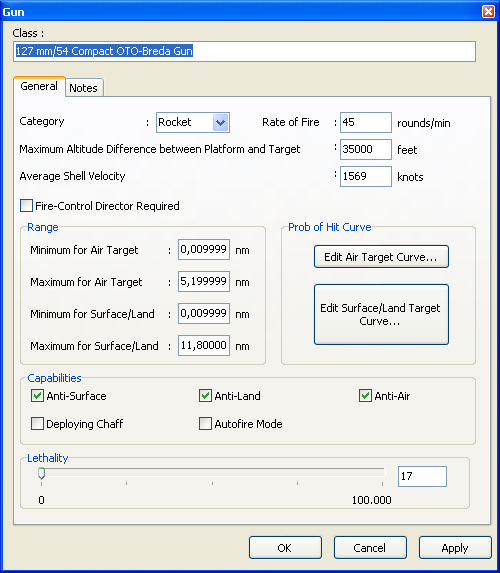 Gun
Class :
127 mm/54 Compact OTO-Breda Gun
General Notes
Category : Rocket Rate of Fire : 45 rounds/min
Maximum Altitude Difference between Platform and Target : 35000 feet
Average Shell Velocity : 1569 knots
Fire-Control Director Required
Range
Minimum for Air Target : 0,009999 nm
Maximum for Air Target : 5,199999 nm
Minimum for Surface/Land : 0,009999 nm
Maximum for Surface/Land : 11,80000 nm
Prob of Hit Curve
Edit Air Target Curve...
Edit Surface/Land Target
Curve...
Capabilities
Anti-Surface Anti-Land Anti-Air
Deploying Chaff Autofire Mode
Lethality
17
0 100.000
OK Cancel Apply